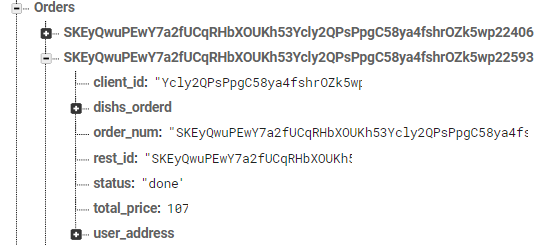 Orders
SKEyQwuPEwY7a2fUCqRHbXOUKh53Ycly2QPsPpgC58ya4fshrOZk5wp22406
SKEyQwuPEwY7a2fUCqRHbXOUKh53Ycly2QPsPpgC58ya4fshrOZk5wp22593
client_id: "Ycly2QPsPpgC58ya4fshrOZk5wp
dishs_orderd
order_num: "SKEyQwuPEwY7a2fUCqRHbXOUKh53Ycly2QPsPpgC58ya4fs
rest_id: "SKEyQwuPEwY7a2fUCqRHbXOUKh5
status: "done"
total_price: 107
user_address